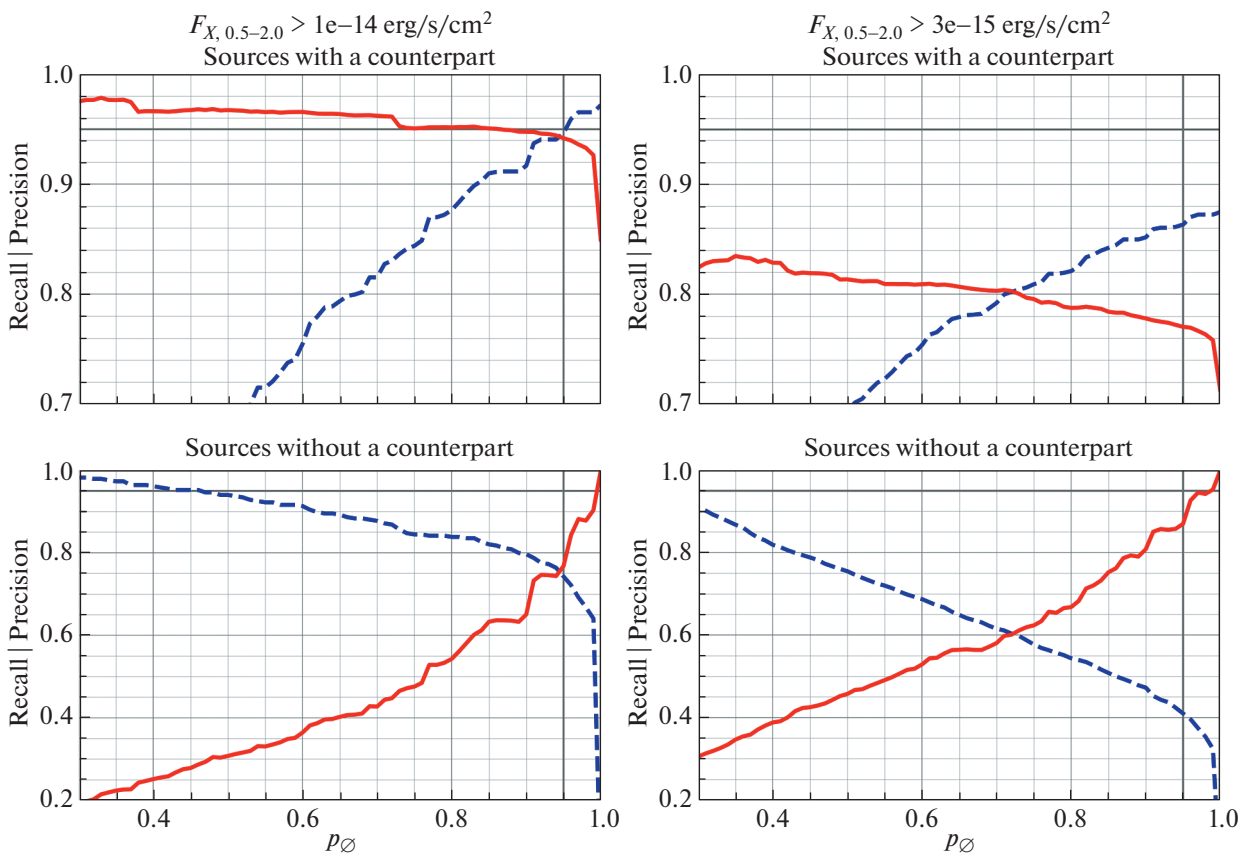 F_X, 0.5–2.0 > 1e–14 erg/s/cm²
Sources with a counterpart
1.0
0.9
0.8
0.7
Recall | Precision
F_X, 0.5–2.0 > 3e–15 erg/s/cm²
Sources with a counterpart
1.0
0.9
0.8
0.7
Recall | Precision
Sources without a counterpart
1.0
0.8
0.6
0.4
0.2
Recall | Precision
0.4 0.6 0.8 1.0
p_∅
Sources without a counterpart
1.0
0.8
0.6
0.4
0.2
Recall | Precision
0.4 0.6 0.8 1.0
p_∅